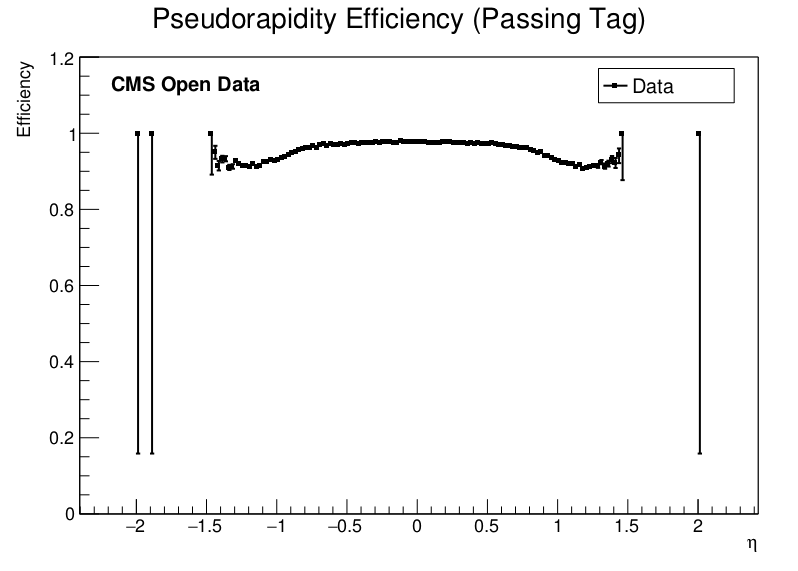 Pseudorapidity Efficiency (Passing Tag)
Efficiency
CMS Open Data
Data
1.2
1
0.8
0.6
0.4
0.2
0
−2 −1.5 −1 −0.5 0 0.5 1 1.5 2
η